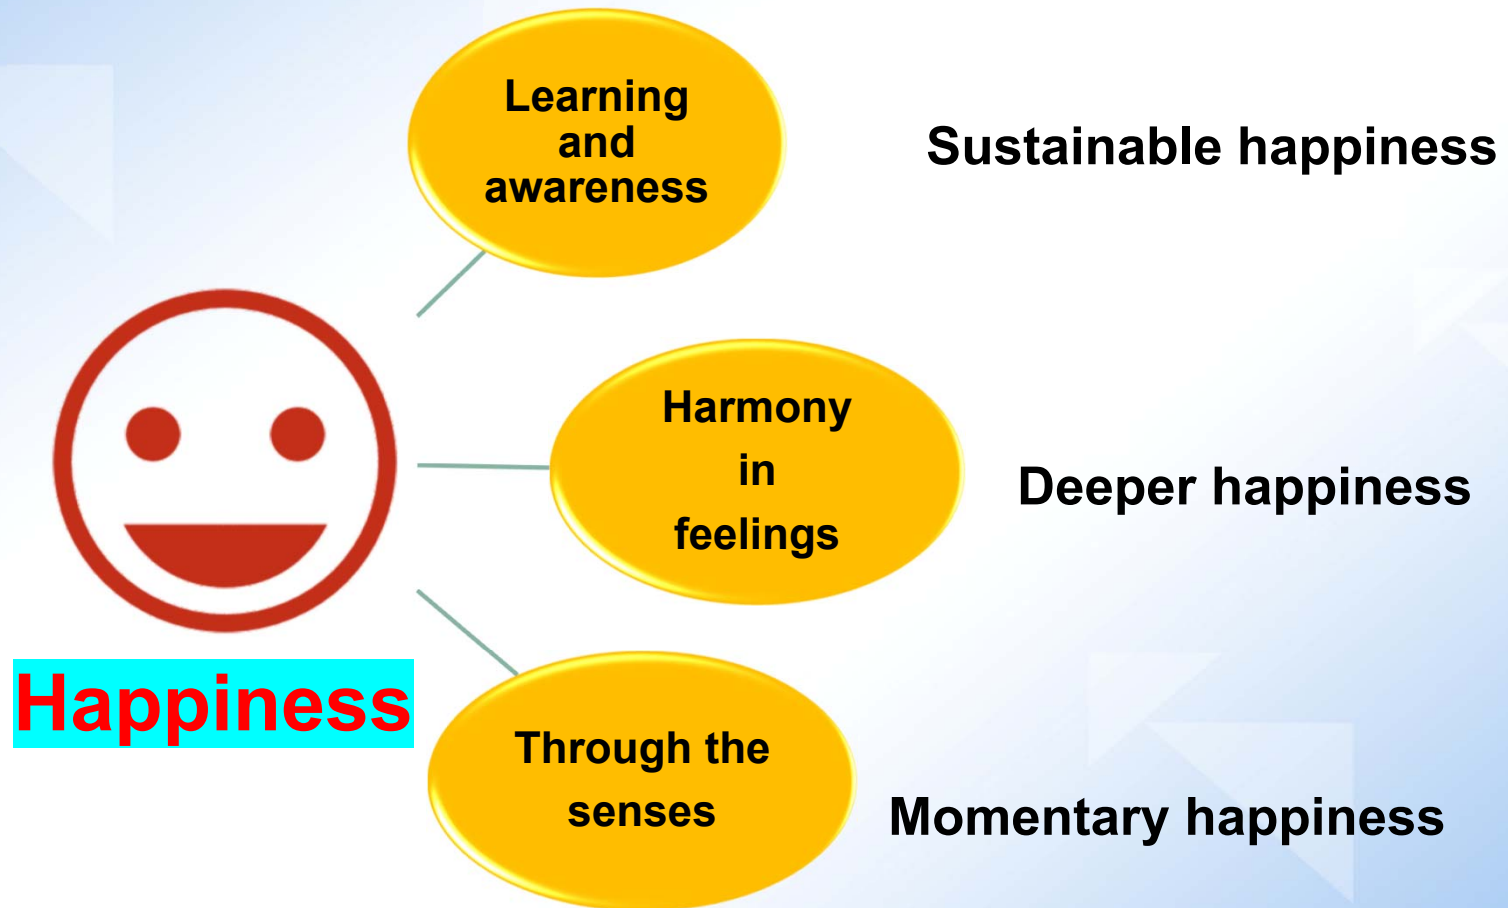 Learning
and
awareness
Sustainable happiness
Harmony
in
feelings
Deeper happiness
Happiness
Through the
senses
Momentary happiness